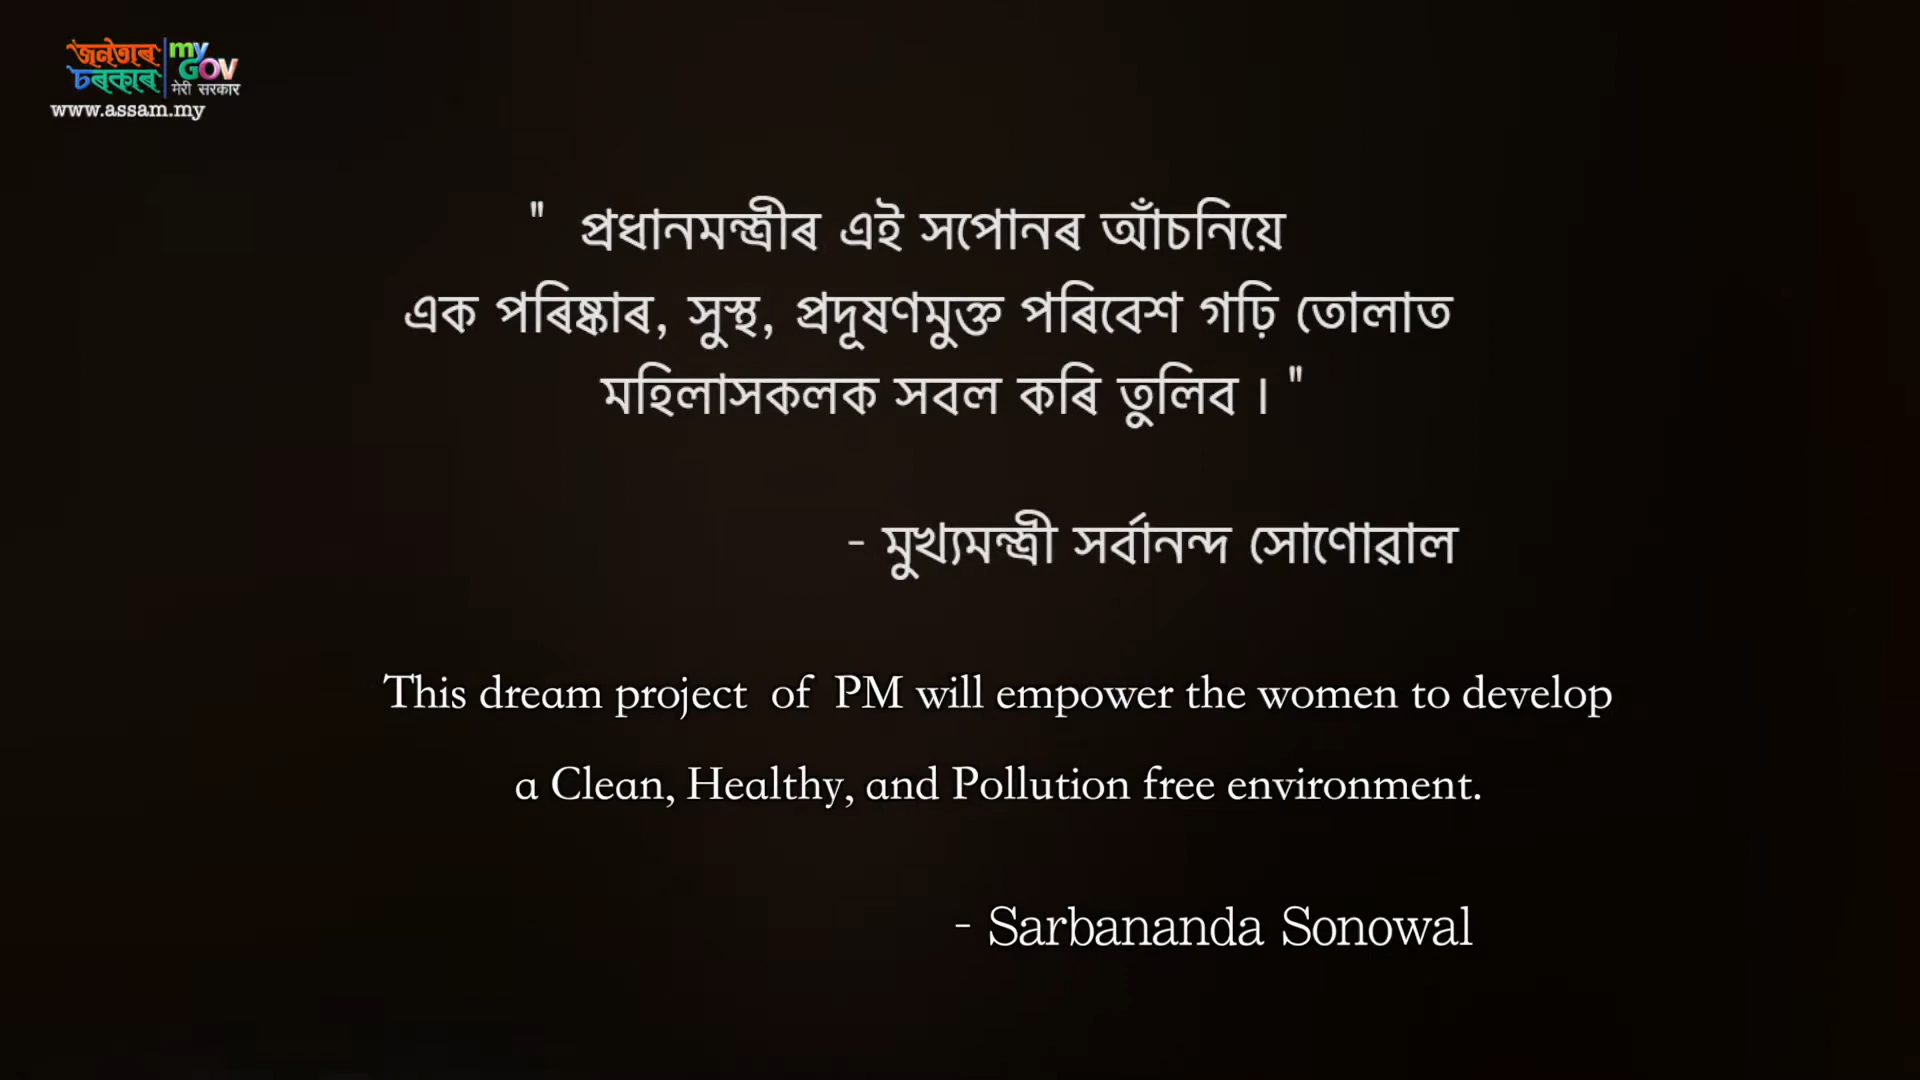 জনতাৰ
চৰকাৰ
my
GOV
मेरी सरकार
www.assam.my
" প্ৰধানমন্ত্ৰীৰ এই সপোনৰ আঁচনিয়ে
এক পৰিষ্কাৰ, সুস্থ, প্ৰদূষণমুক্ত পৰিবেশ গঢ়ি তোলাত
মহিলাসকলক সবল কৰি তুলিব । "
- মুখ্যমন্ত্ৰী সৰ্বানন্দ সোণোৱাল
This dream project of PM will empower the women to develop
a Clean, Healthy, and Pollution free environment.
- Sarbananda Sonowal